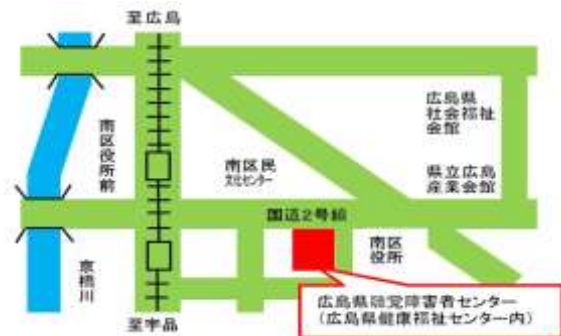 至広島
広島県
社会福祉
会館
南区役所前
南区民
文化センター
県立広島
産業会館
国道2号線
南区
役所
京橋川
広島県聴覚障害者センター
(広島県健康福祉センター内)
至宇品